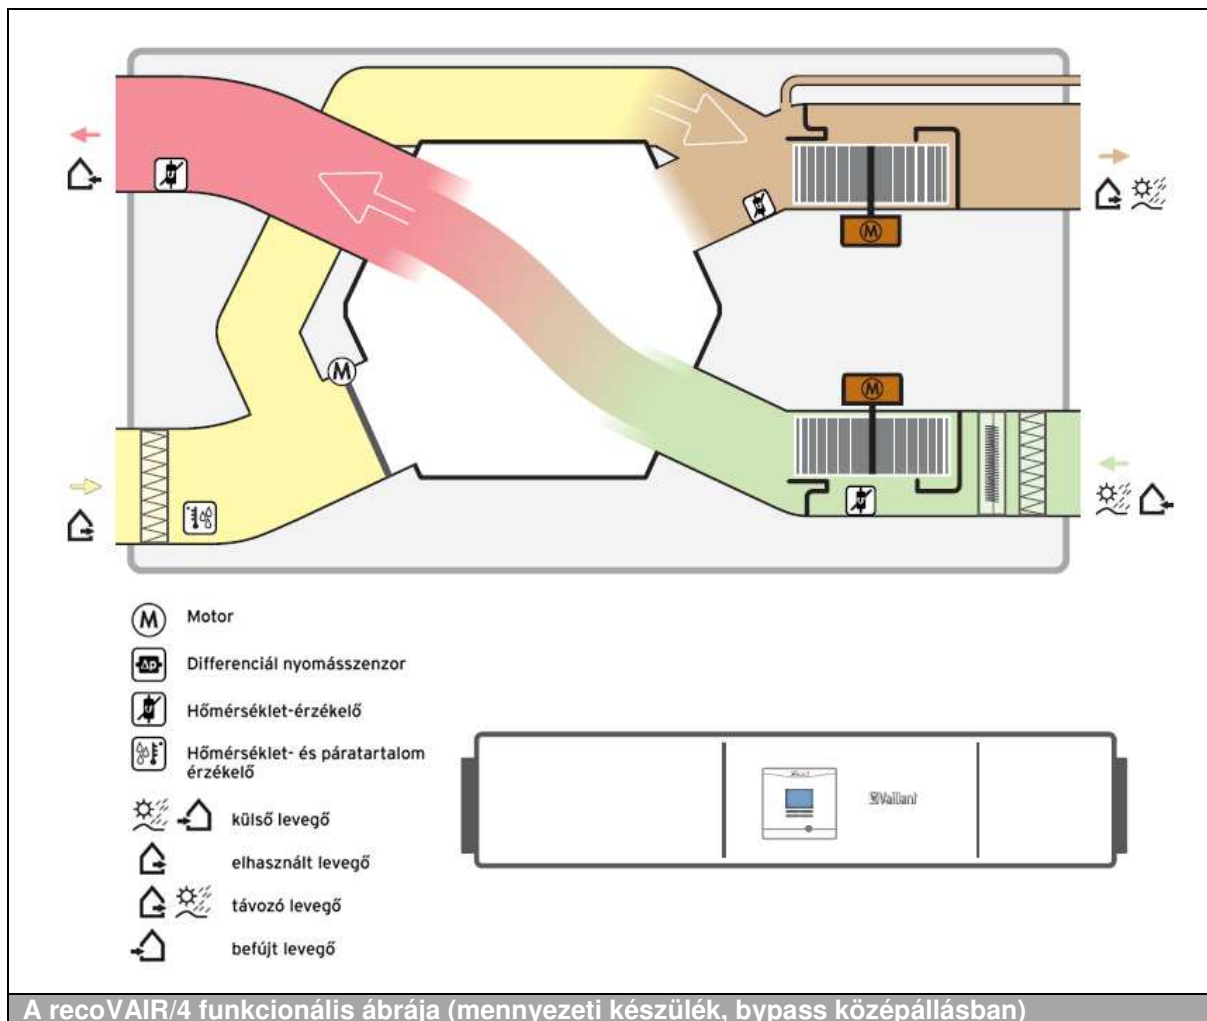 M
M
M
M
Motor
Δp
Differenciál nyomásszenzor
Hőmérséklet-érzékelő
Hőmérséklet- és páratartalom
érzékelő
külső levegő
elhasznált levegő
távozó levegő
befújt levegő
Vaillant
A recoVAIR/4 funkcionális ábrája (mennyezeti készülék, bypass középállásban)